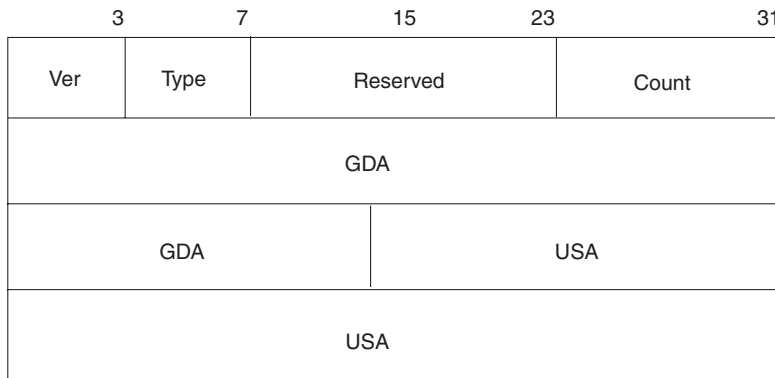 3 7 15 23 31
Ver Type Reserved Count
GDA
GDA USA
USA